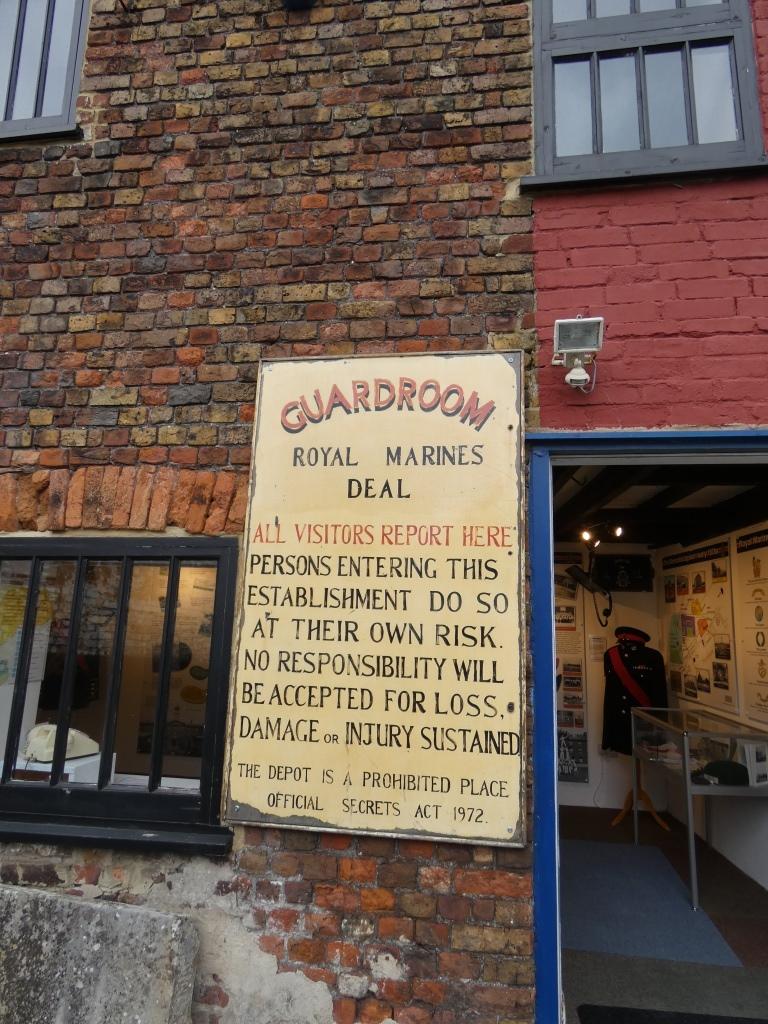 GUARDROOM
ROYAL MARINES
DEAL
ALL VISITORS REPORT HERE
PERSONS ENTERING THIS
ESTABLISHMENT DO SO
AT THEIR OWN RISK.
NO RESPONSIBILITY WILL
BE ACCEPTED FOR LOSS,
DAMAGE OR INJURY SUSTAINED
THE DEPOT IS A PROHIBITED PLACE
OFFICIAL SECRETS ACT 1972.